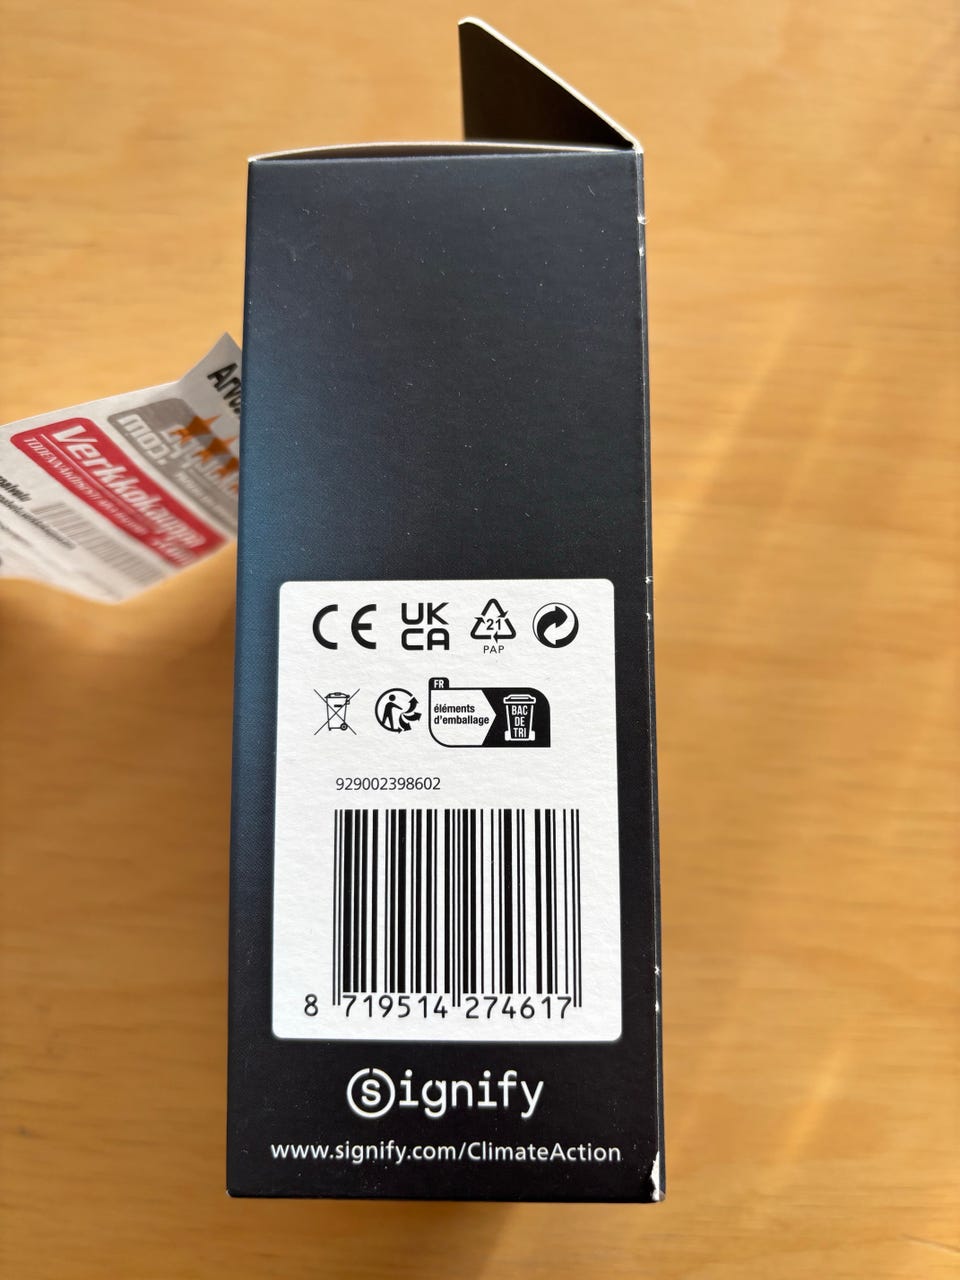 Verkkokauppa
.com
CE
UK
CA
21
PAP
FR
éléments
d'emballage
BAC
DE
TRI
929002398602
8 719514 274617
signify
www.signify.com/ClimateAction